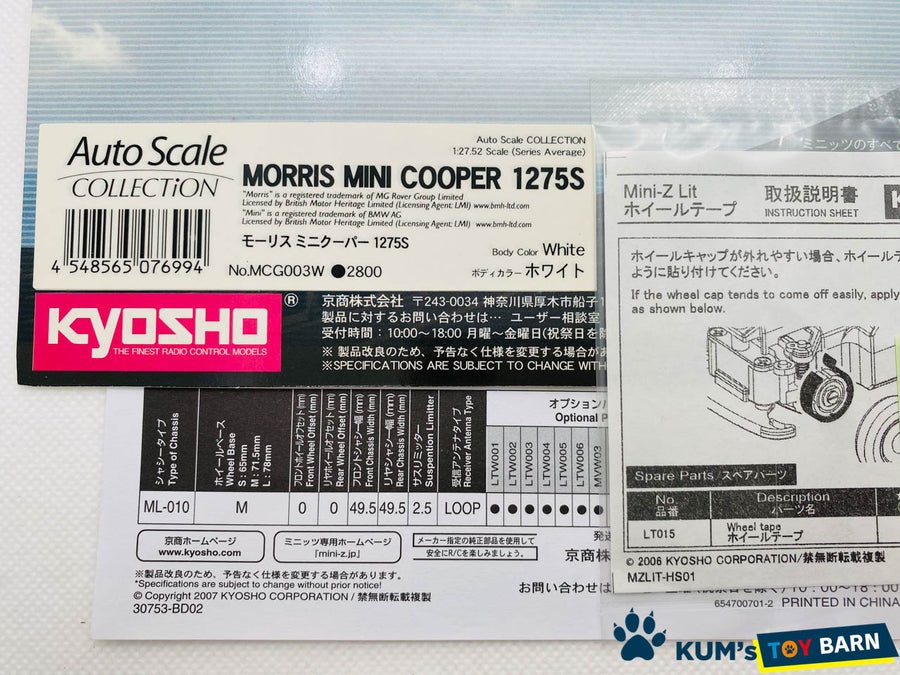 Auto Scale
COLLECTiON
Auto Scale COLLECTION
1:27.52 Scale (Series Average)
MORRIS MINI COOPER 1275S
"Morris" is a registered trademark of MG Rover Group Limited
Licensed by British Motor Heritage Limited (Licensing Agent: LMI) www.bmh-ltd.com
"Mini" is a registered trademark of BMW AG
Licensed by British Motor Heritage Limited (Licensing Agent: LMI) www.bmh-ltd.com
モーリス ミニクーパー 1275S
Body Color White
No.MCG003W ●2800
ボディカラー ホワイト
4 548565 076994
KYOSHO ®
THE FINEST RADIO CONTROL MODELS
京商株式会社 〒243-0034 神奈川県厚木市船子1
製品に対するお問い合わせは… ユーザー相談室
受付時間：10:00〜18:00 月曜〜金曜日(祝祭日を除
※ 製品改良のため、予告なく仕様を変更する場合が
※SPECIFICATIONS ARE SUBJECT TO CHANGE WITH
ミニッツのすべて
Mini-Z Lit
ホイールテープ
取扱説明書
INSTRUCTION SHEET
K
ホイールキャップが外れやすい場合、ホイールテ
ように貼り付けてください。
If the wheel cap tends to come off easily, apply
as shown below.
Spare Parts / スペアパーツ
No. Description
品番 パーツ名
LT015 Wheel tape
ホイールテープ
© 2006 KYOSHO CORPORATION/禁無断転載複製
MZLIT-HS01
シャシータイプ
Type of Chassis
ホイールベース
Wheel Base
S : 65mm
M : 71.5mm
L : 78mm
フロントホイールオフセット (mm)
Front Wheel Offset (mm)
リヤホイールオフセット (mm)
Rear Wheel Offset (mm)
フロントシャシー幅 (mm)
Front Chassis Width (mm)
リヤシャシー幅 (mm)
Rear Chassis Width (mm)
サスリミッター
Suspention Limitter
受信アンテナタイプ
Receiver Antenna Type
オプションパ
Optional P
LTW001
LTW002
LTW003
LTW004
LTW005
LTW006
MZW003
ML-010 M 0 0 49.5 49.5 2.5 LOOP ● ● ● ● ● ● ●
京商ホームページ
www.kyosho.com
ミニッツ専用ホームページ
「mini-z.jp」
メーカー指定の純正部品を使用して
安全にR/Cを楽しみましょう。
発売
京商株
※製品改良のため、予告なく仕様を変更する場合があります。
*Specifications are subject to change without prior notice!
© Copyright 2007 KYOSHO CORPORATION / 禁無断転載複製
30753-BD02
お問い合わせは
654700701-2 PRINTED IN CHINA
KUM's TOY BARN